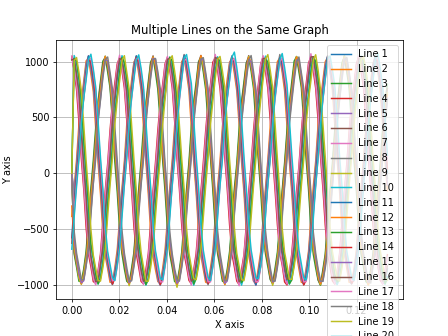 Multiple Lines on the Same Graph
Y axis
1000
500
0
−500
−1000
0.00
0.02
0.04
0.06
0.08
0.10
X axis
Line 1
Line 2
Line 3
Line 4
Line 5
Line 6
Line 7
Line 8
Line 9
Line 10
Line 11
Line 12
Line 13
Line 14
Line 15
Line 16
Line 17
Line 18
Line 19
Line 20